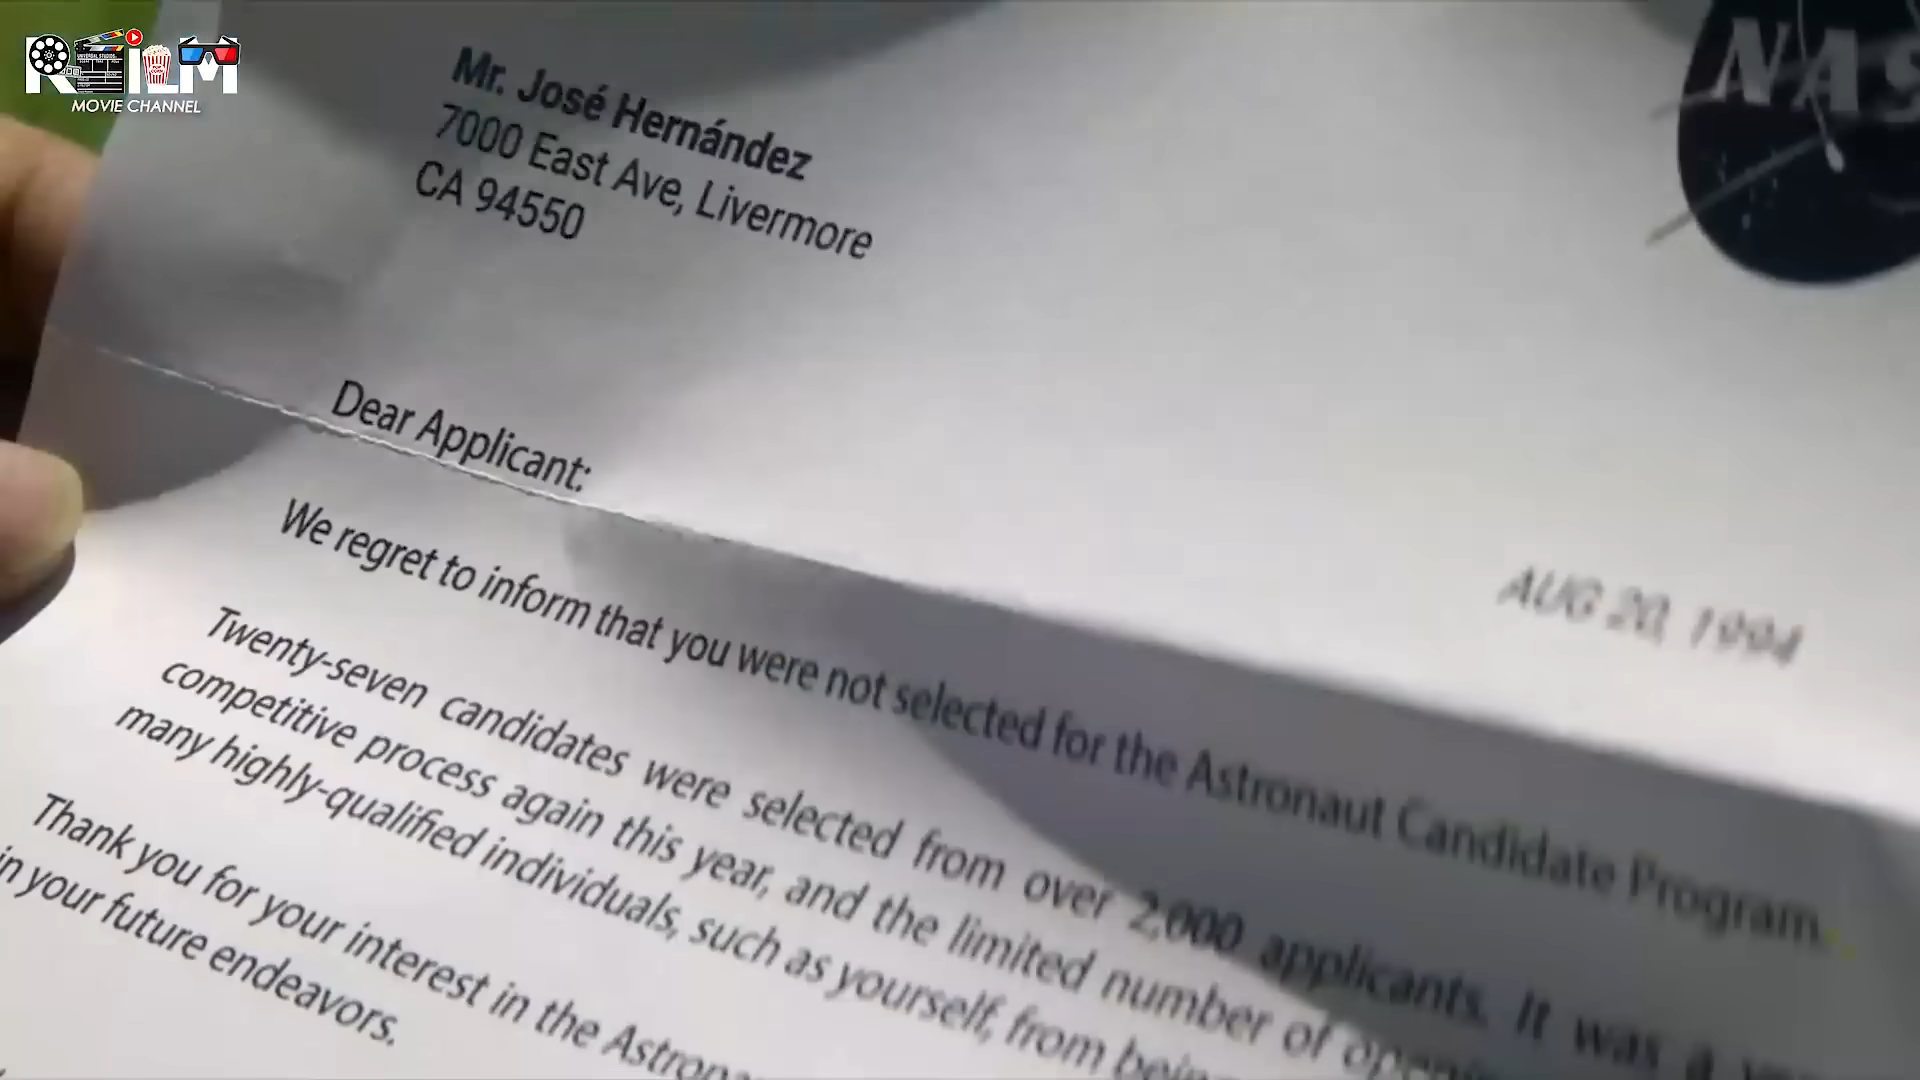 MOVIE CHANNEL
NAS
Mr. José Hernández
7000 East Ave, Livermore
CA 94550
AUG 20, 1994
Dear Applicant:
We regret to inform that you were not selected for the Astronaut Candidate Program.
Twenty-seven candidates were selected from over 2,000 applicants. It was a
competitive process again this year, and the limited number of
many highly-qualified individuals, such as yourself, from
Thank you for your interest in the
in your future endeavors.